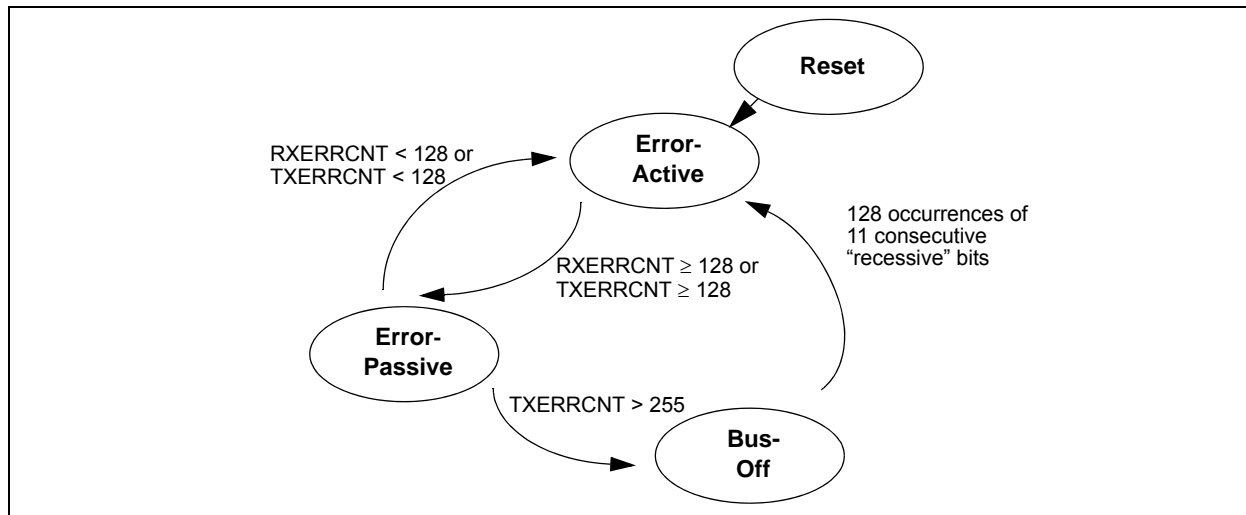 Reset
Error-
Active
RXERRCNT < 128 or
TXERRCNT < 128
128 occurrences of
11 consecutive
“recessive” bits
RXERRCNT ≥ 128 or
TXERRCNT ≥ 128
Error-
Passive
TXERRCNT > 255
Bus-
Off